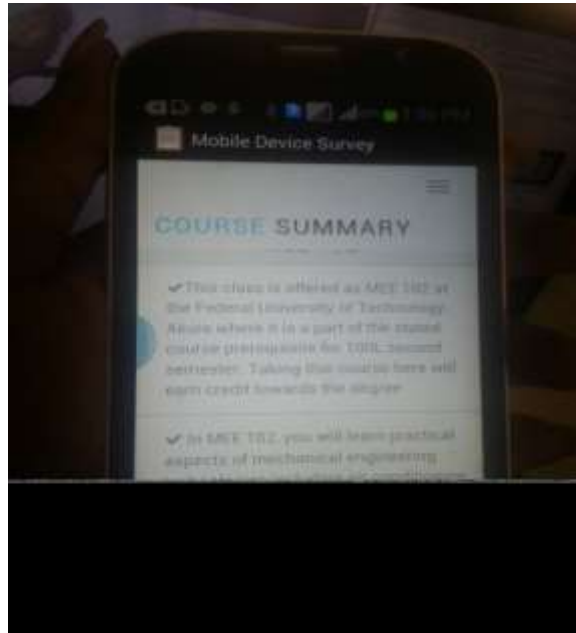 Mobile Device Survey
COURSE SUMMARY
✔This class is offered as MEE 102 at
the Federal University of Technology
Akure where it is a part of the stated
course prerequisite for 100L second
semester. Taking this course here will
earn credit towards the degree
✔ In MEE 102, you will learn practical
aspects of mechanical engineering